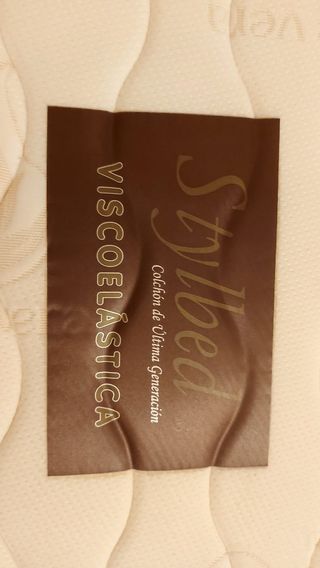 Stylbed
Colchón de Última Generación
VISCOELÁSTICA